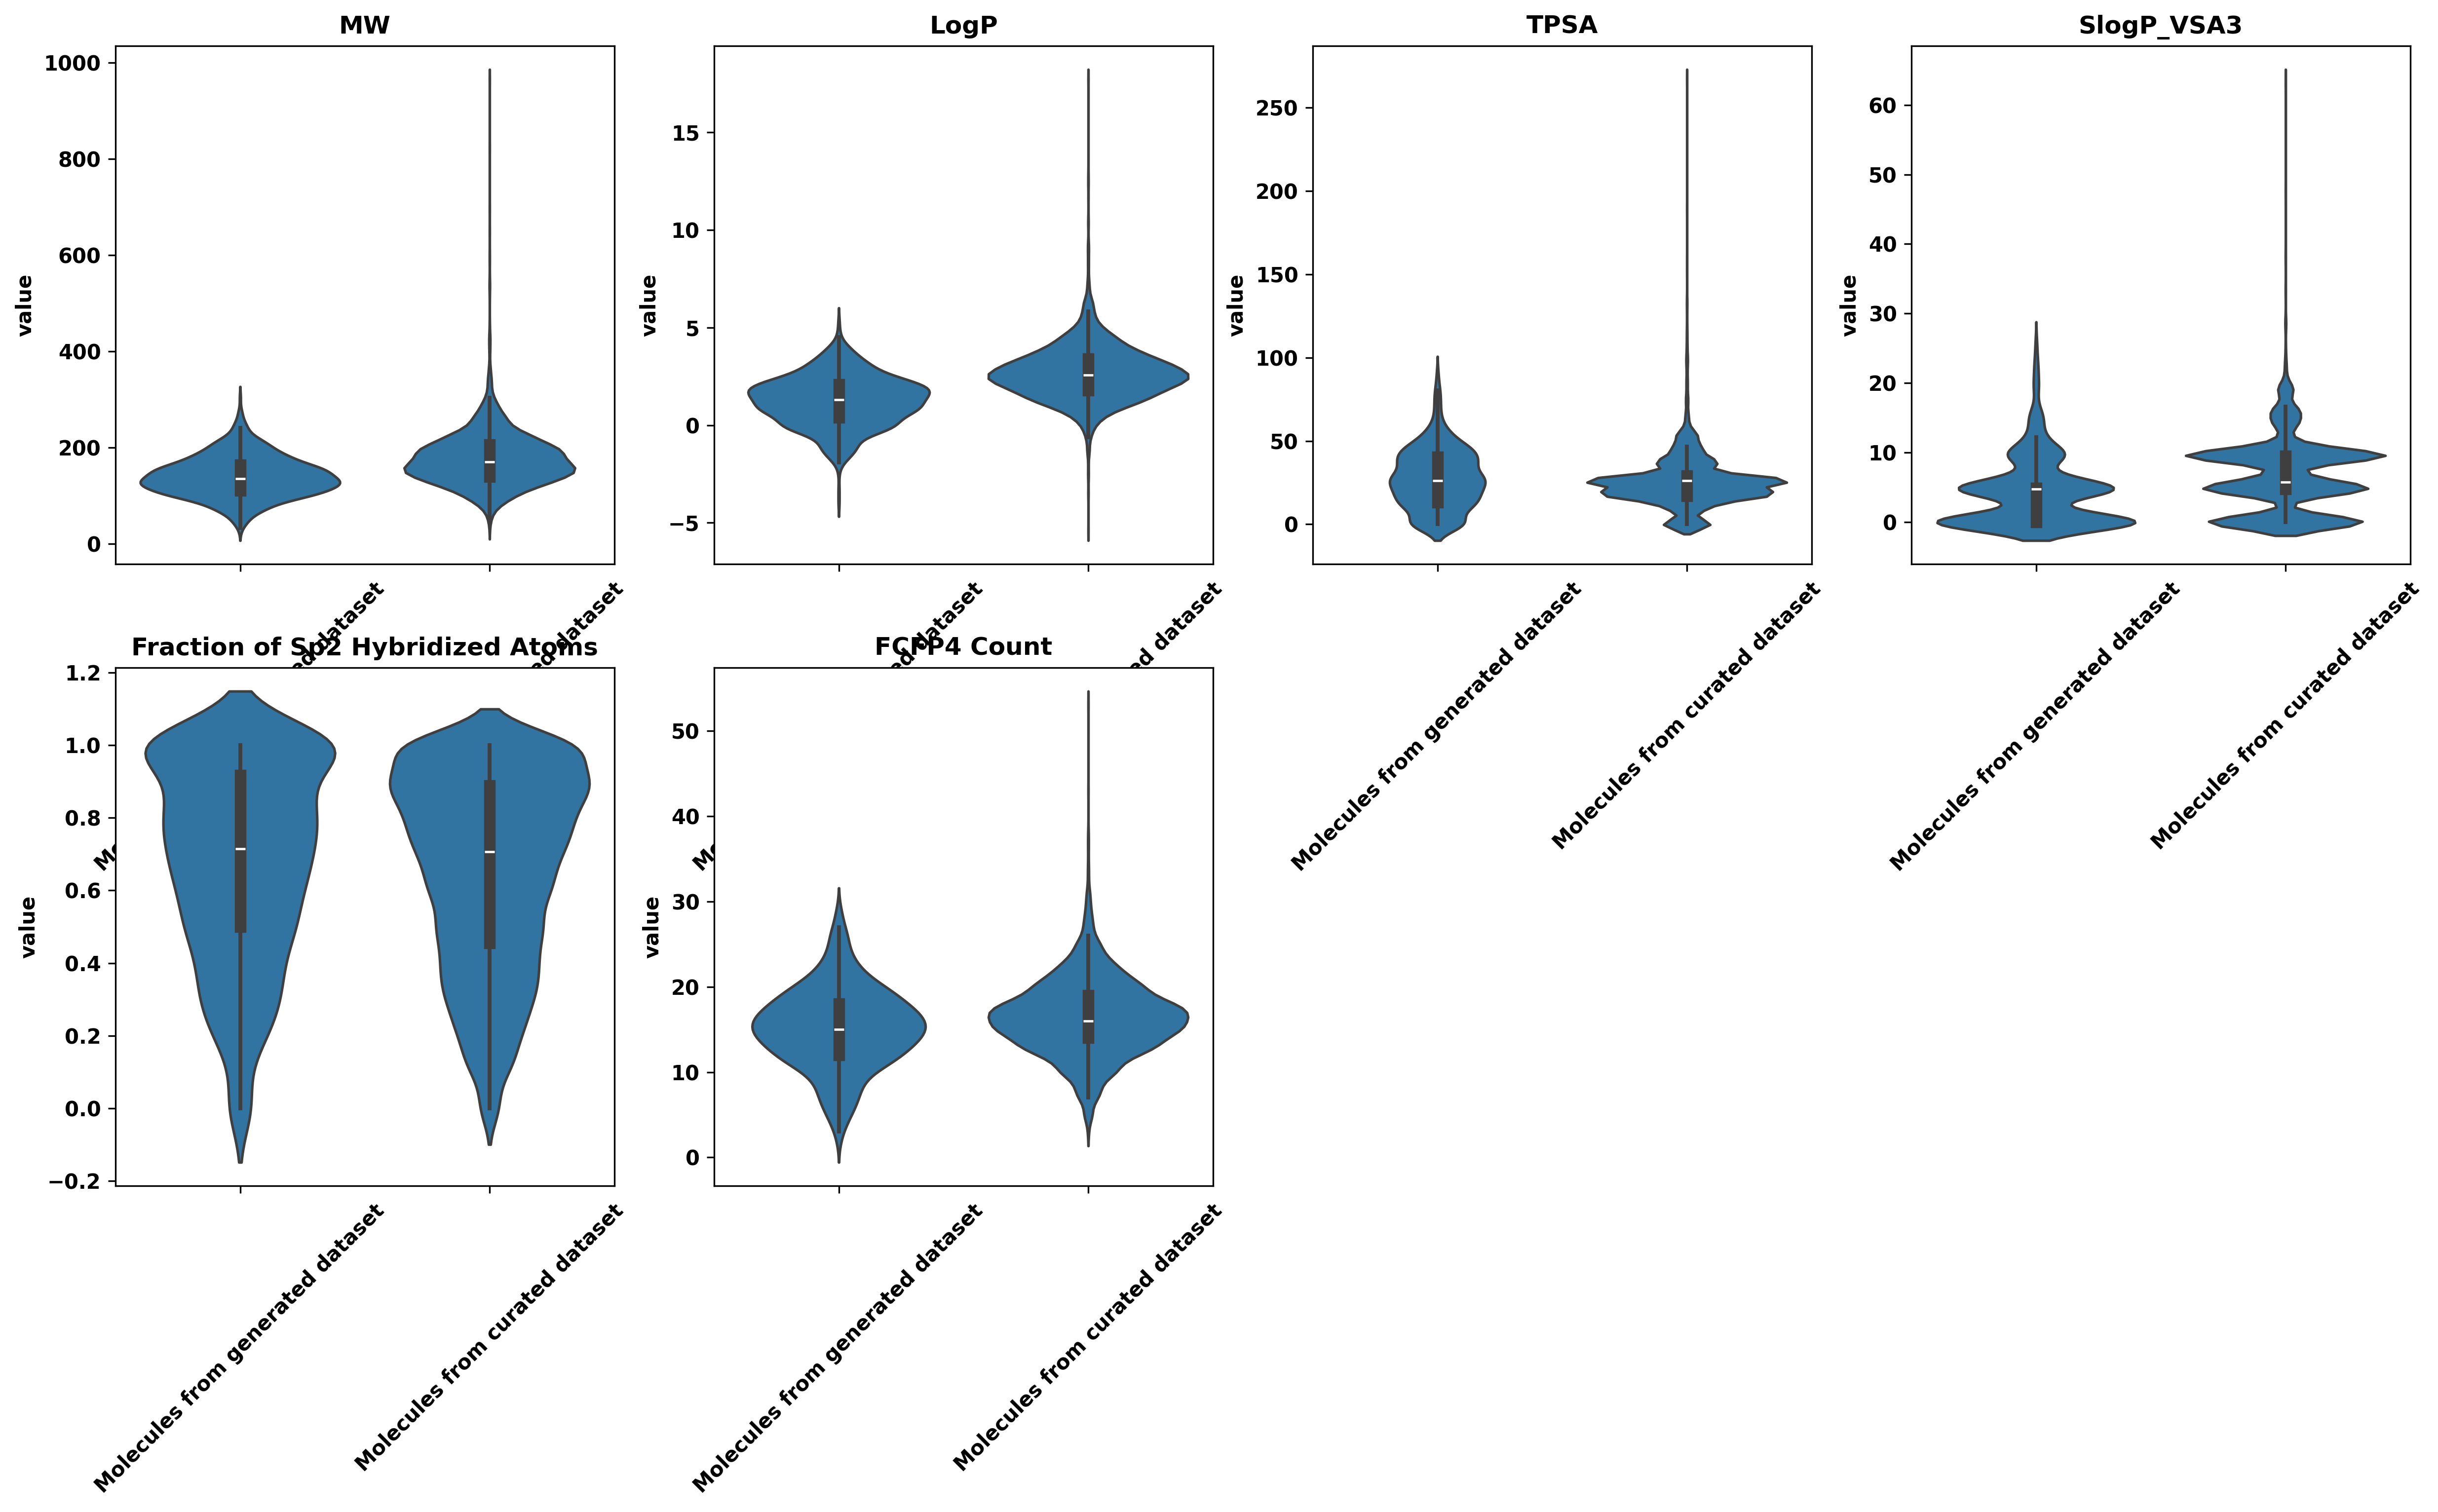 MW
LogP
TPSA
SlogP_VSA3
value
1000
800
600
400
200
0
value
15
10
5
0
−5
value
250
200
150
100
50
0
value
60
50
40
30
20
10
0
dataset
dataset
dataset
dataset
Molecules from generated dataset
Molecules from curated dataset
Molecules from generated dataset
Molecules from curated dataset
Fraction of Sp2 Hybridized Atoms
FCFP4 Count
value
1.2
1.0
0.8
0.6
0.4
0.2
0.0
−0.2
value
50
40
30
20
10
0
Molecules from generated dataset
Molecules from curated dataset
Molecules from generated dataset
Molecules from curated dataset